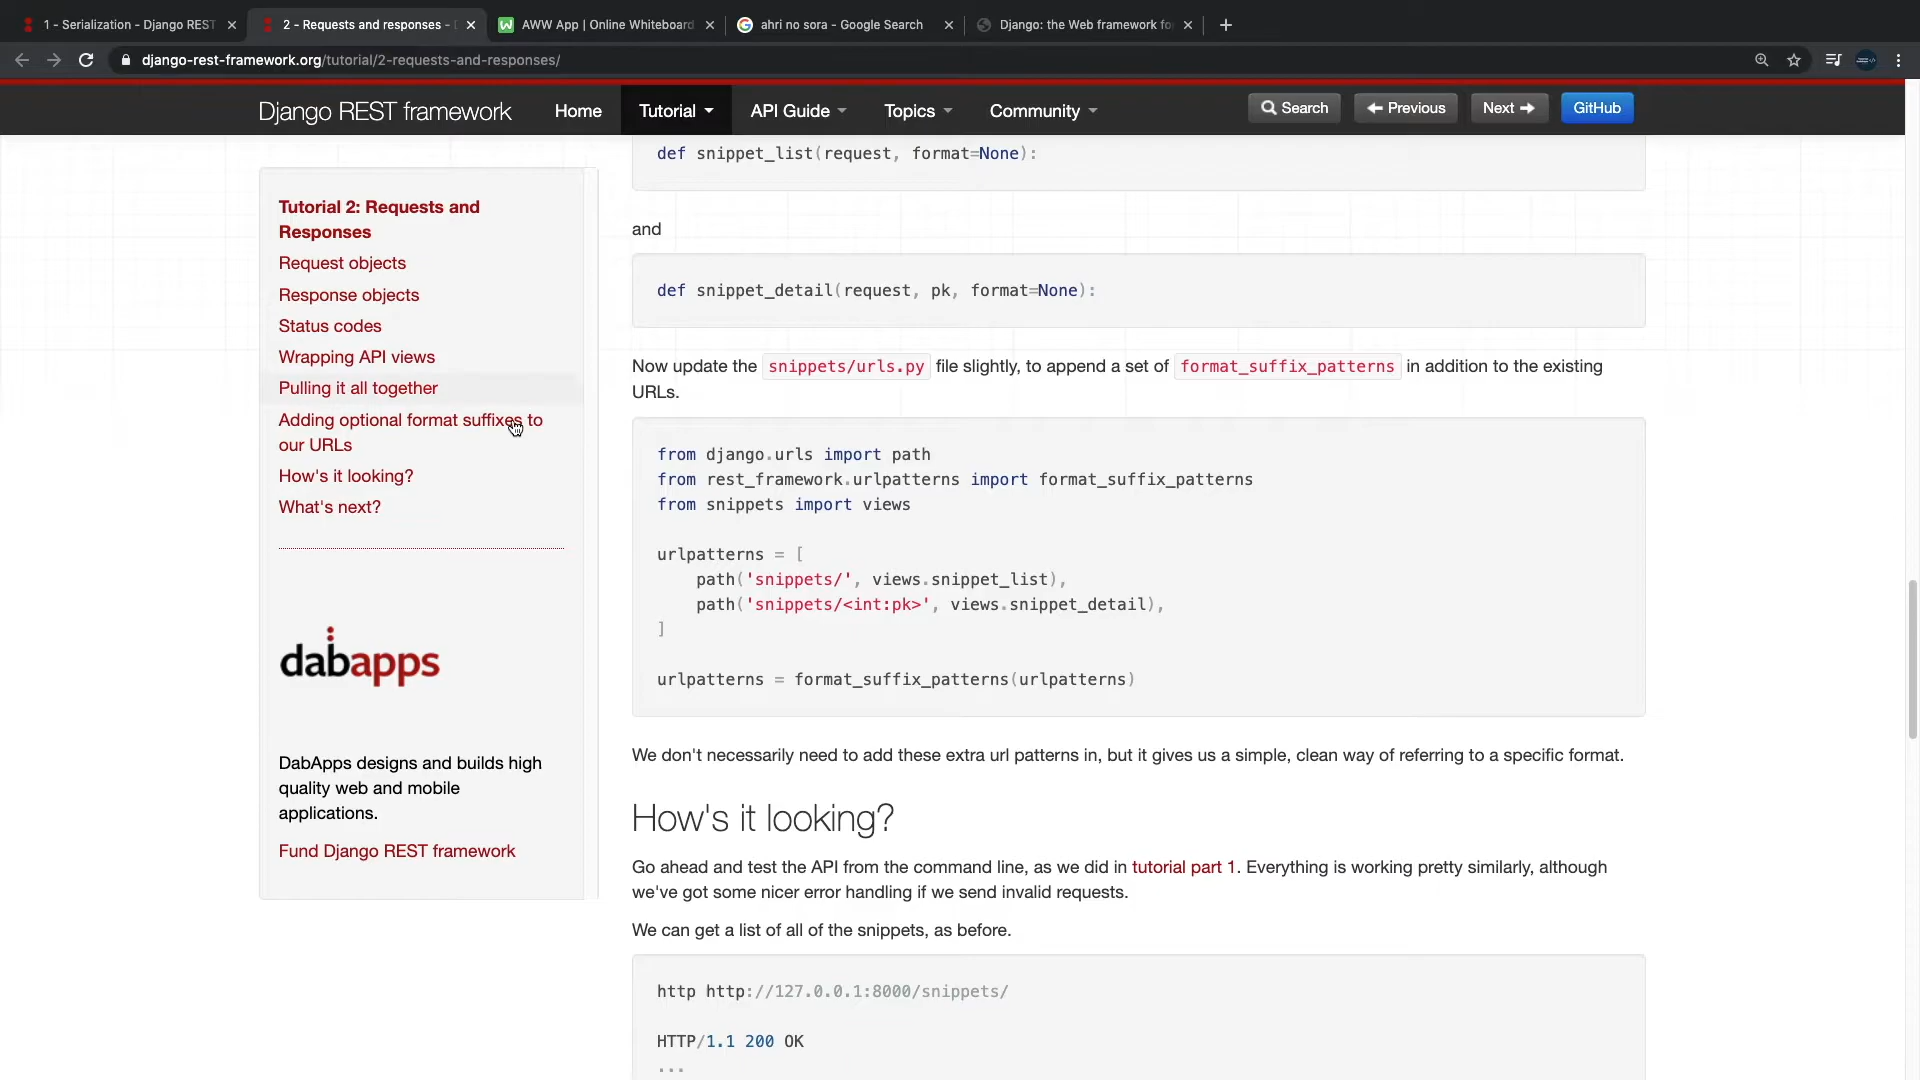 1 - Serialization - Django REST
2 - Requests and responses -
AWW App | Online Whiteboard
ahri no sora - Google Search
Django: the Web framework fo
django-rest-framework.org/tutorial/2-requests-and-responses/
Django REST framework
Home
Tutorial
API Guide
Topics
Community
Search
Previous
Next
GitHub
Tutorial 2: Requests and
Responses
Request objects
Response objects
Status codes
Wrapping API views
Pulling it all together
Adding optional format suffixes to
our URLs
How's it looking?
What's next?
dabapps
DabApps designs and builds high
quality web and mobile
applications.
Fund Django REST framework
def snippet_list(request, format=None):
and
def snippet_detail(request, pk, format=None):
Now update the snippets/urls.py file slightly, to append a set of format_suffix_patterns in addition to the existing
URLs.
from django.urls import path
from rest_framework.urlpatterns import format_suffix_patterns
from snippets import views
urlpatterns = [
path('snippets/', views.snippet_list),
path('snippets/<int:pk>', views.snippet_detail),
]
urlpatterns = format_suffix_patterns(urlpatterns)
We don't necessarily need to add these extra url patterns in, but it gives us a simple, clean way of referring to a specific format.
How's it looking?
Go ahead and test the API from the command line, as we did in tutorial part 1. Everything is working pretty similarly, although
we've got some nicer error handling if we send invalid requests.
We can get a list of all of the snippets, as before.
http http://127.0.0.1:8000/snippets/
HTTP/1.1 200 OK
...